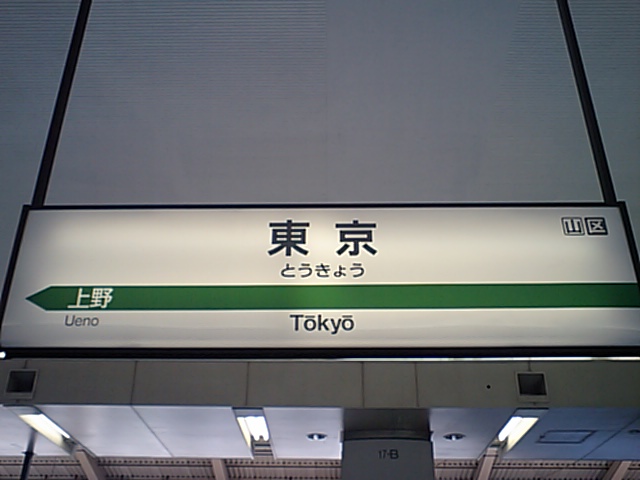 東京
山区
とうきょう
上野
Ueno
Tōkyō
17-B